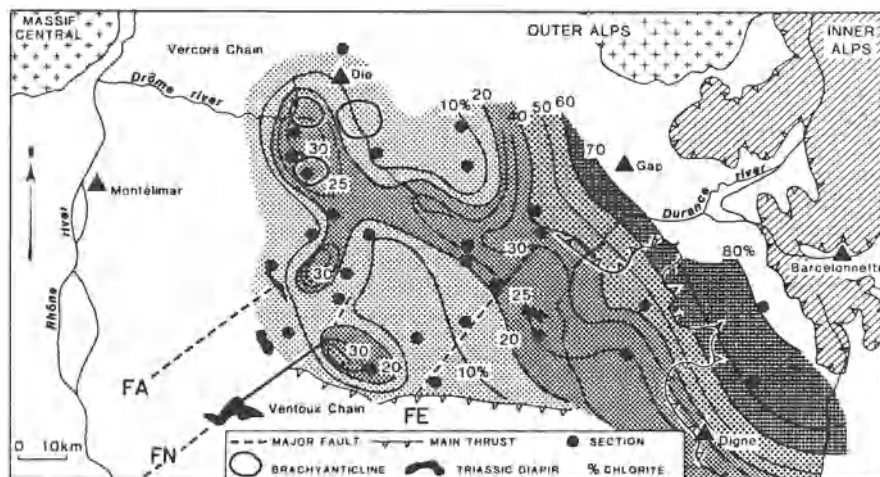 MASSIF
CENTRAL
Vercors Chain
OUTER ALPS
INNER
ALPS
Die
Drôme river
10% 20
40 50 60
30
70
Gap
25
Montélimar
Durance
river
30
80%
Barcelonnette
30
25
20
Rhône
river
30
20
10%
FA
Ventoux Chain
FE
FN
Digne
0 10km
MAJOR FAULT
MAIN THRUST
SECTION
BRACHYANTICLINE
TRIASSIC DIAPIR
% CHLORITE